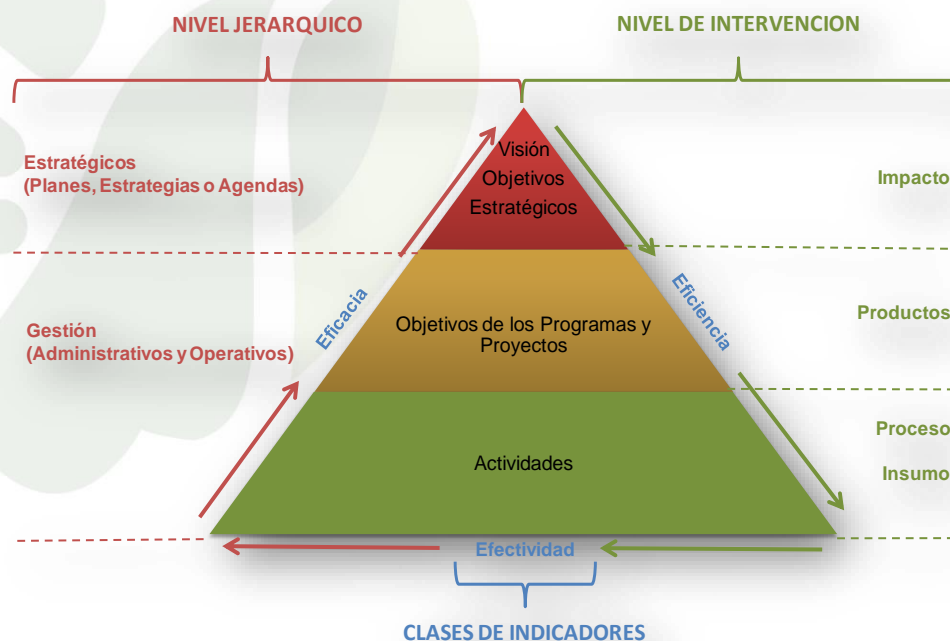 NIVEL JERARQUICO
NIVEL DE INTERVENCION
Estratégicos
(Planes, Estrategias o Agendas)
Visión
Objetivos
Estratégicos
Impacto
Gestión
(Administrativos y Operativos)
Eficacia
Objetivos de los Programas y
Proyectos
Eficiencia
Productos
Actividades
Proceso
Insumo
Efectividad
CLASES DE INDICADORES